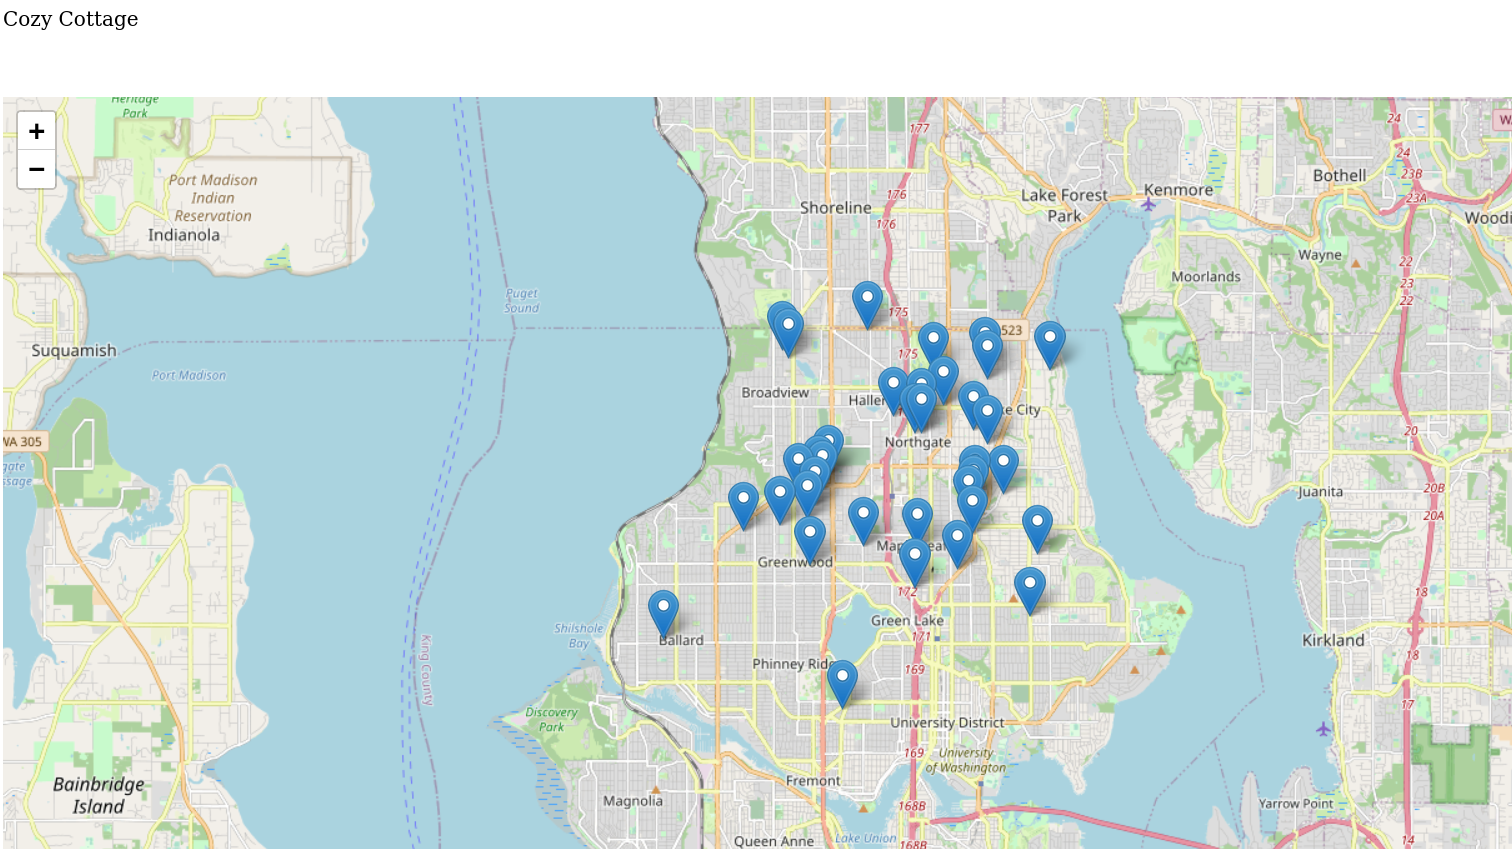 Cozy Cottage
+
−
Heritage
Park
Port Madison
Indian
Reservation
Indianola
Suquamish
Port Madison
Puget
Sound
WA 305
King County
Bainbridge
Island
177
176
176
175
175
523
Shoreline
Lake Forest
Park
Kenmore
Bothell
24
24
23B
23A
Woodi
Wayne
22
23
22
Moorlands
Broadview
Haller
Northgate
20
20B
20A
Juanita
Greenwood
172
Green Lake
171
Ballard
Shilshole
Bay
Phinney Ridg
169
18
18
Kirkland
17
Discovery
Park
University District
169
University
of Washington
Fremont
Magnolia
168B
Yarrow Point
Queen Anne
Lake Union
168B
14